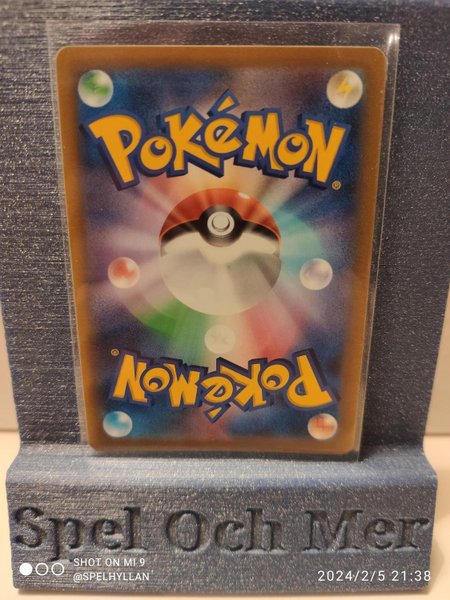 POKéMON
®
POKéMON
®
Spel Och Mer
SHOT ON MI 9
@SPELHYLLAN
2024/2/5 21:38